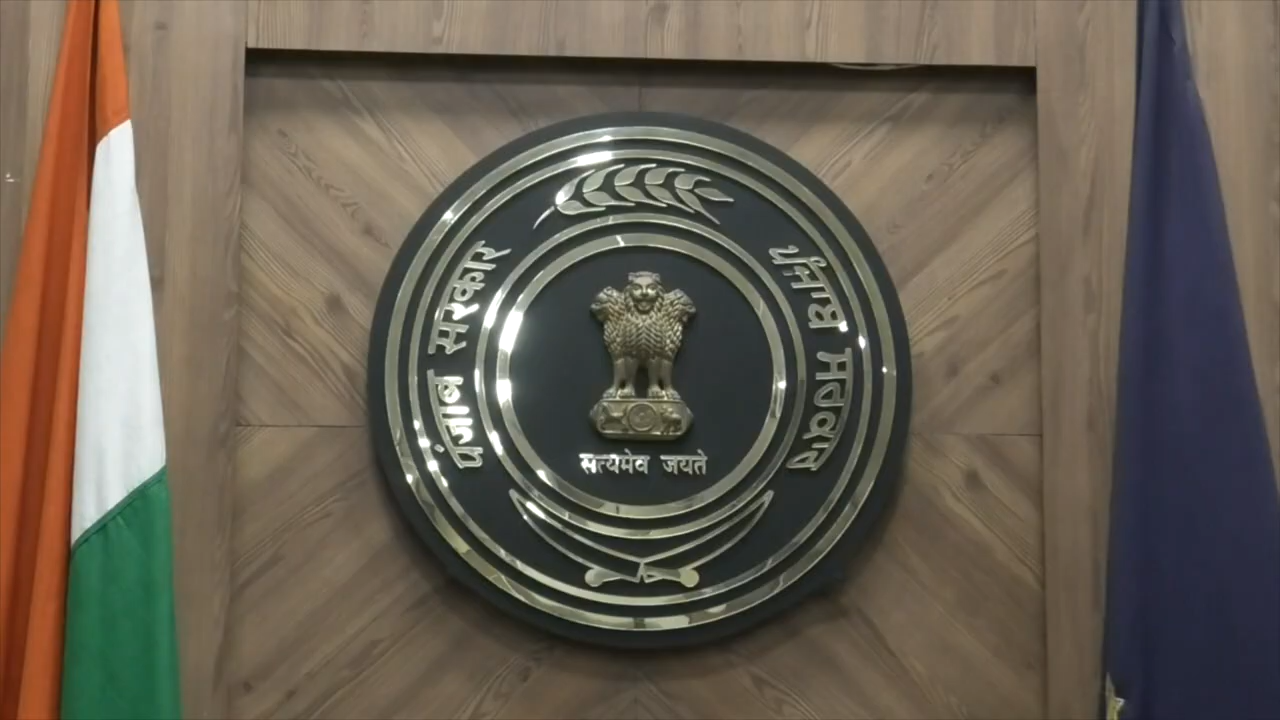 पंजाब सरकार
ਪੰਜਾਬ ਸਰਕਾਰ
सत्यमेव जयते